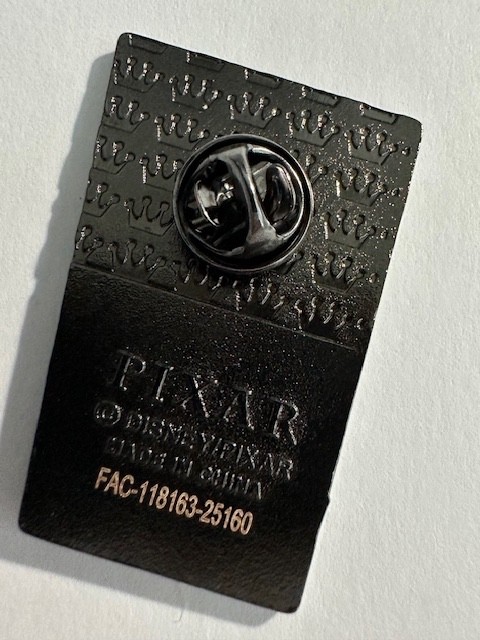 PIXAR
© DISNEY/PIXAR
MADE IN CHINA
FAC-118163-25160